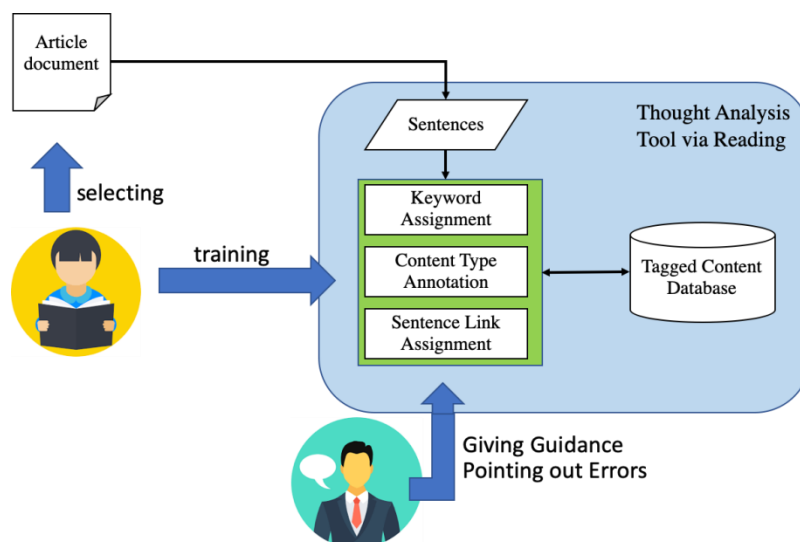 Article
document
Sentences
Thought Analysis
Tool via Reading
selecting
Keyword
Assignment
training
Content Type
Annotation
Tagged Content
Database
Sentence Link
Assignment
Giving Guidance
Pointing out Errors